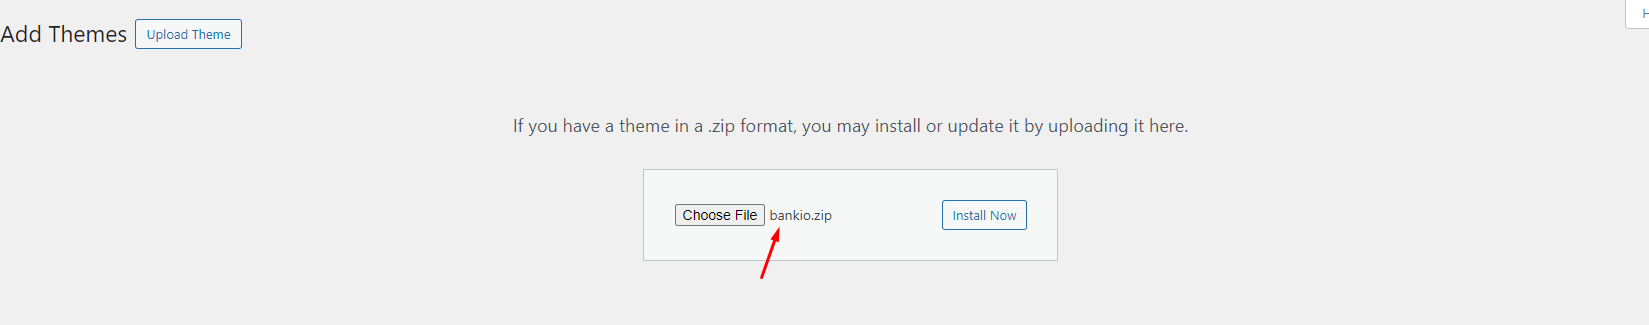 Add Themes Upload Theme
If you have a theme in a .zip format, you may install or update it by uploading it here.
Choose File bankio.zip Install Now